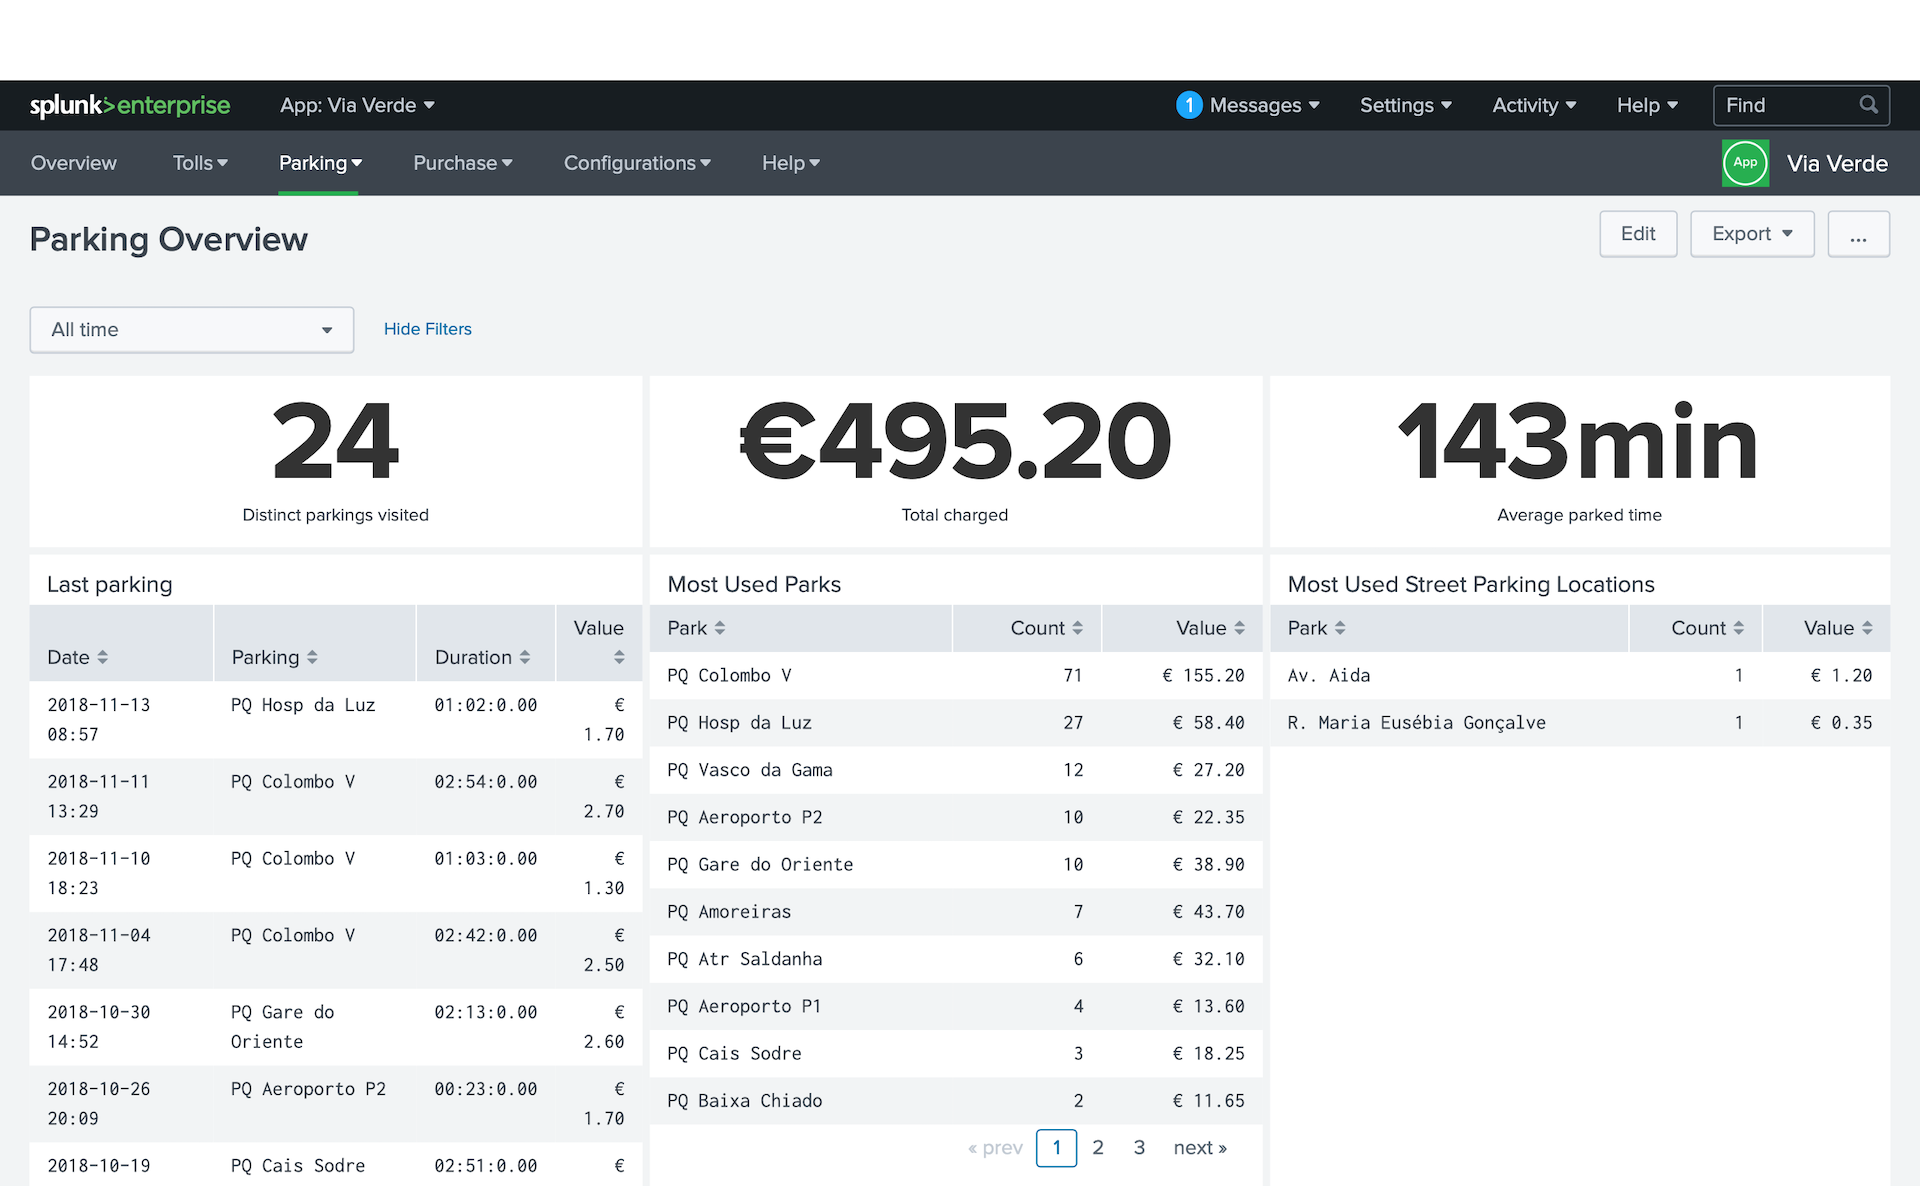 splunk>enterprise App: Via Verde 1 Messages Settings Activity Help Find
Overview Tolls Parking Purchase Configurations Help App Via Verde
Parking Overview Edit Export ...
All time Hide Filters
24 €495.20 143min
Distinct parkings visited Total charged Average parked time
Last parking
Date Parking Duration Value
2018-11-13 PQ Hosp da Luz 01:02:0.00 €
08:57 1.70
2018-11-11 PQ Colombo V 02:54:0.00 €
13:29 2.70
2018-11-10 PQ Colombo V 01:03:0.00 €
18:23 1.30
2018-11-04 PQ Colombo V 02:42:0.00 €
17:48 2.50
2018-10-30 PQ Gare do 02:13:0.00 €
14:52 Oriente 2.60
2018-10-26 PQ Aeroporto P2 00:23:0.00 €
20:09 1.70
2018-10-19 PQ Cais Sodre 02:51:0.00 €
Most Used Parks
Park Count Value
PQ Colombo V 71 € 155.20
PQ Hosp da Luz 27 € 58.40
PQ Vasco da Gama 12 € 27.20
PQ Aeroporto P2 10 € 22.35
PQ Gare do Oriente 10 € 38.90
PQ Amoreiras 7 € 43.70
PQ Atr Saldanha 6 € 32.10
PQ Aeroporto P1 4 € 13.60
PQ Cais Sodre 3 € 18.25
PQ Baixa Chiado 2 € 11.65
« prev 1 2 3 next »
Most Used Street Parking Locations
Park Count Value
Av. Aida 1 € 1.20
R. Maria Eusébia Gonçalve 1 € 0.35